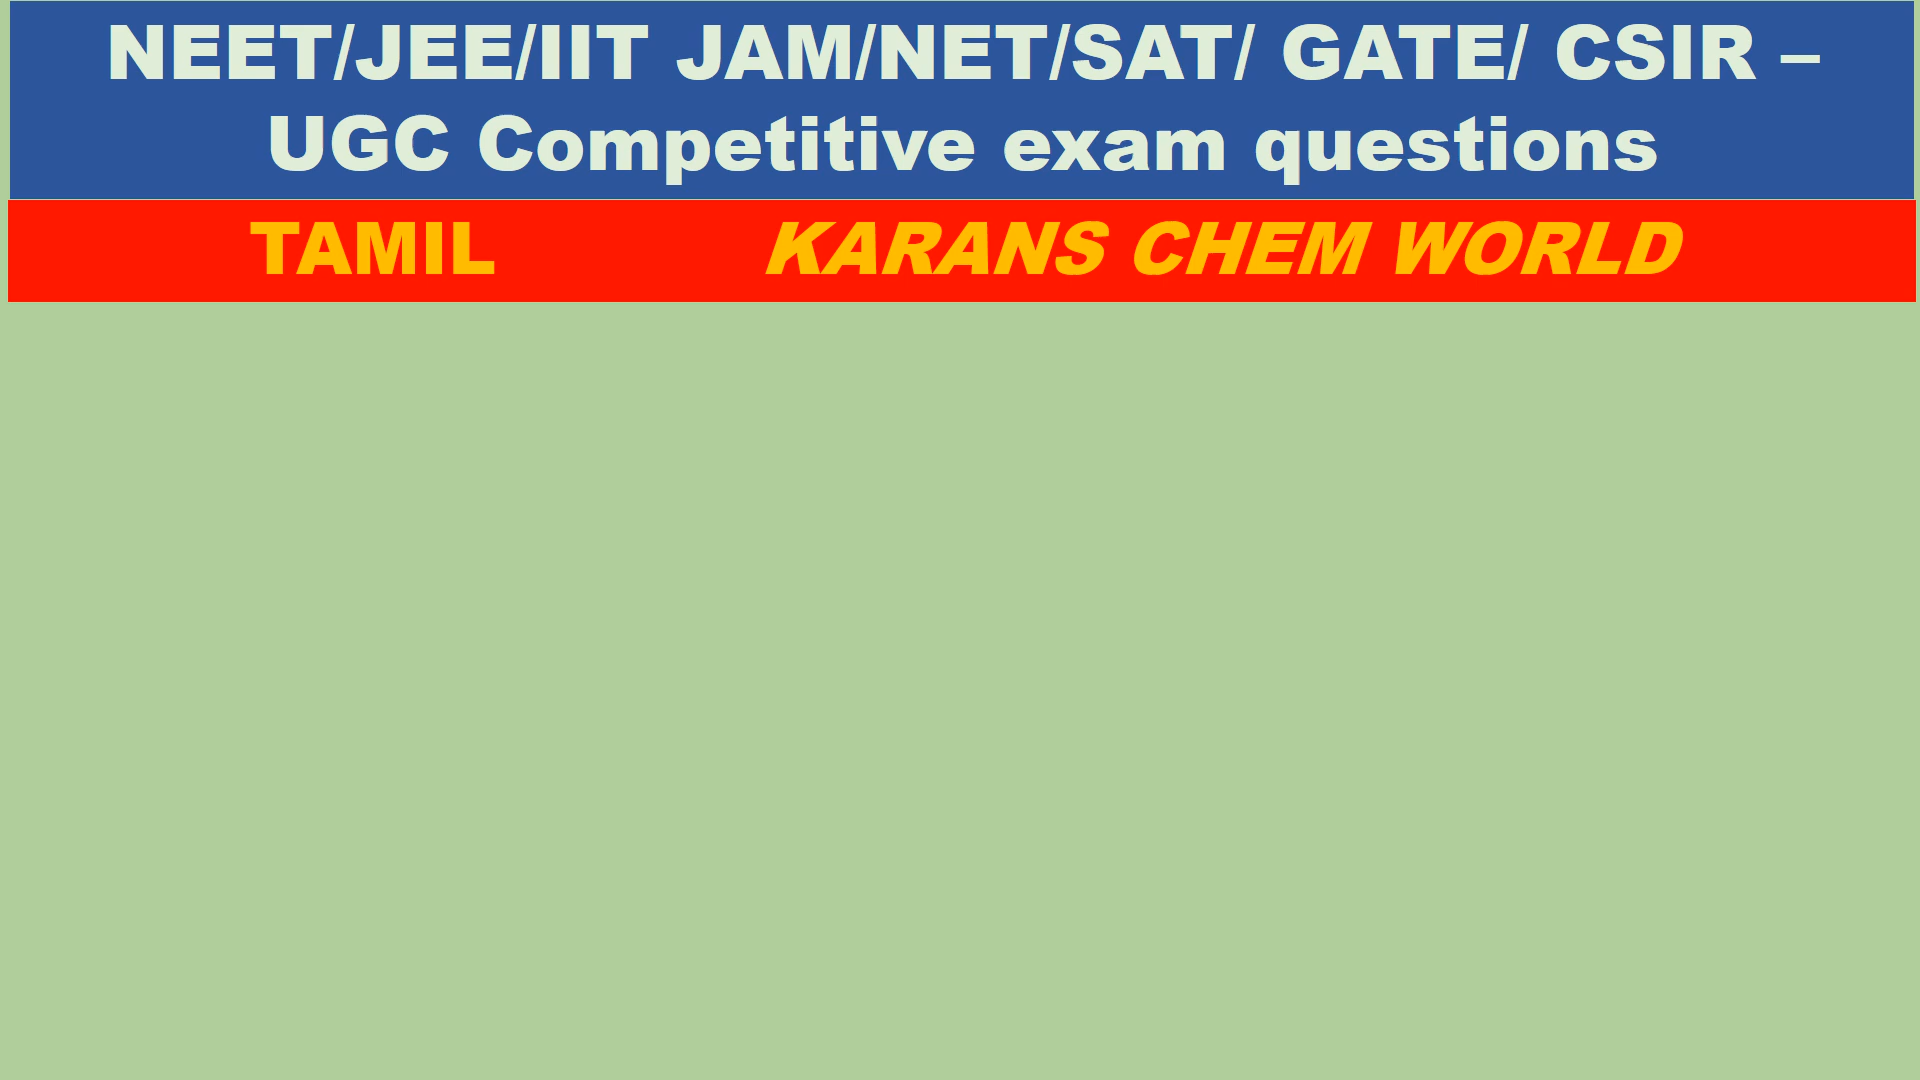 NEET/JEE/IIT JAM/NET/SAT/ GATE/ CSIR –
UGC Competitive exam questions
TAMIL KARANS CHEM WORLD